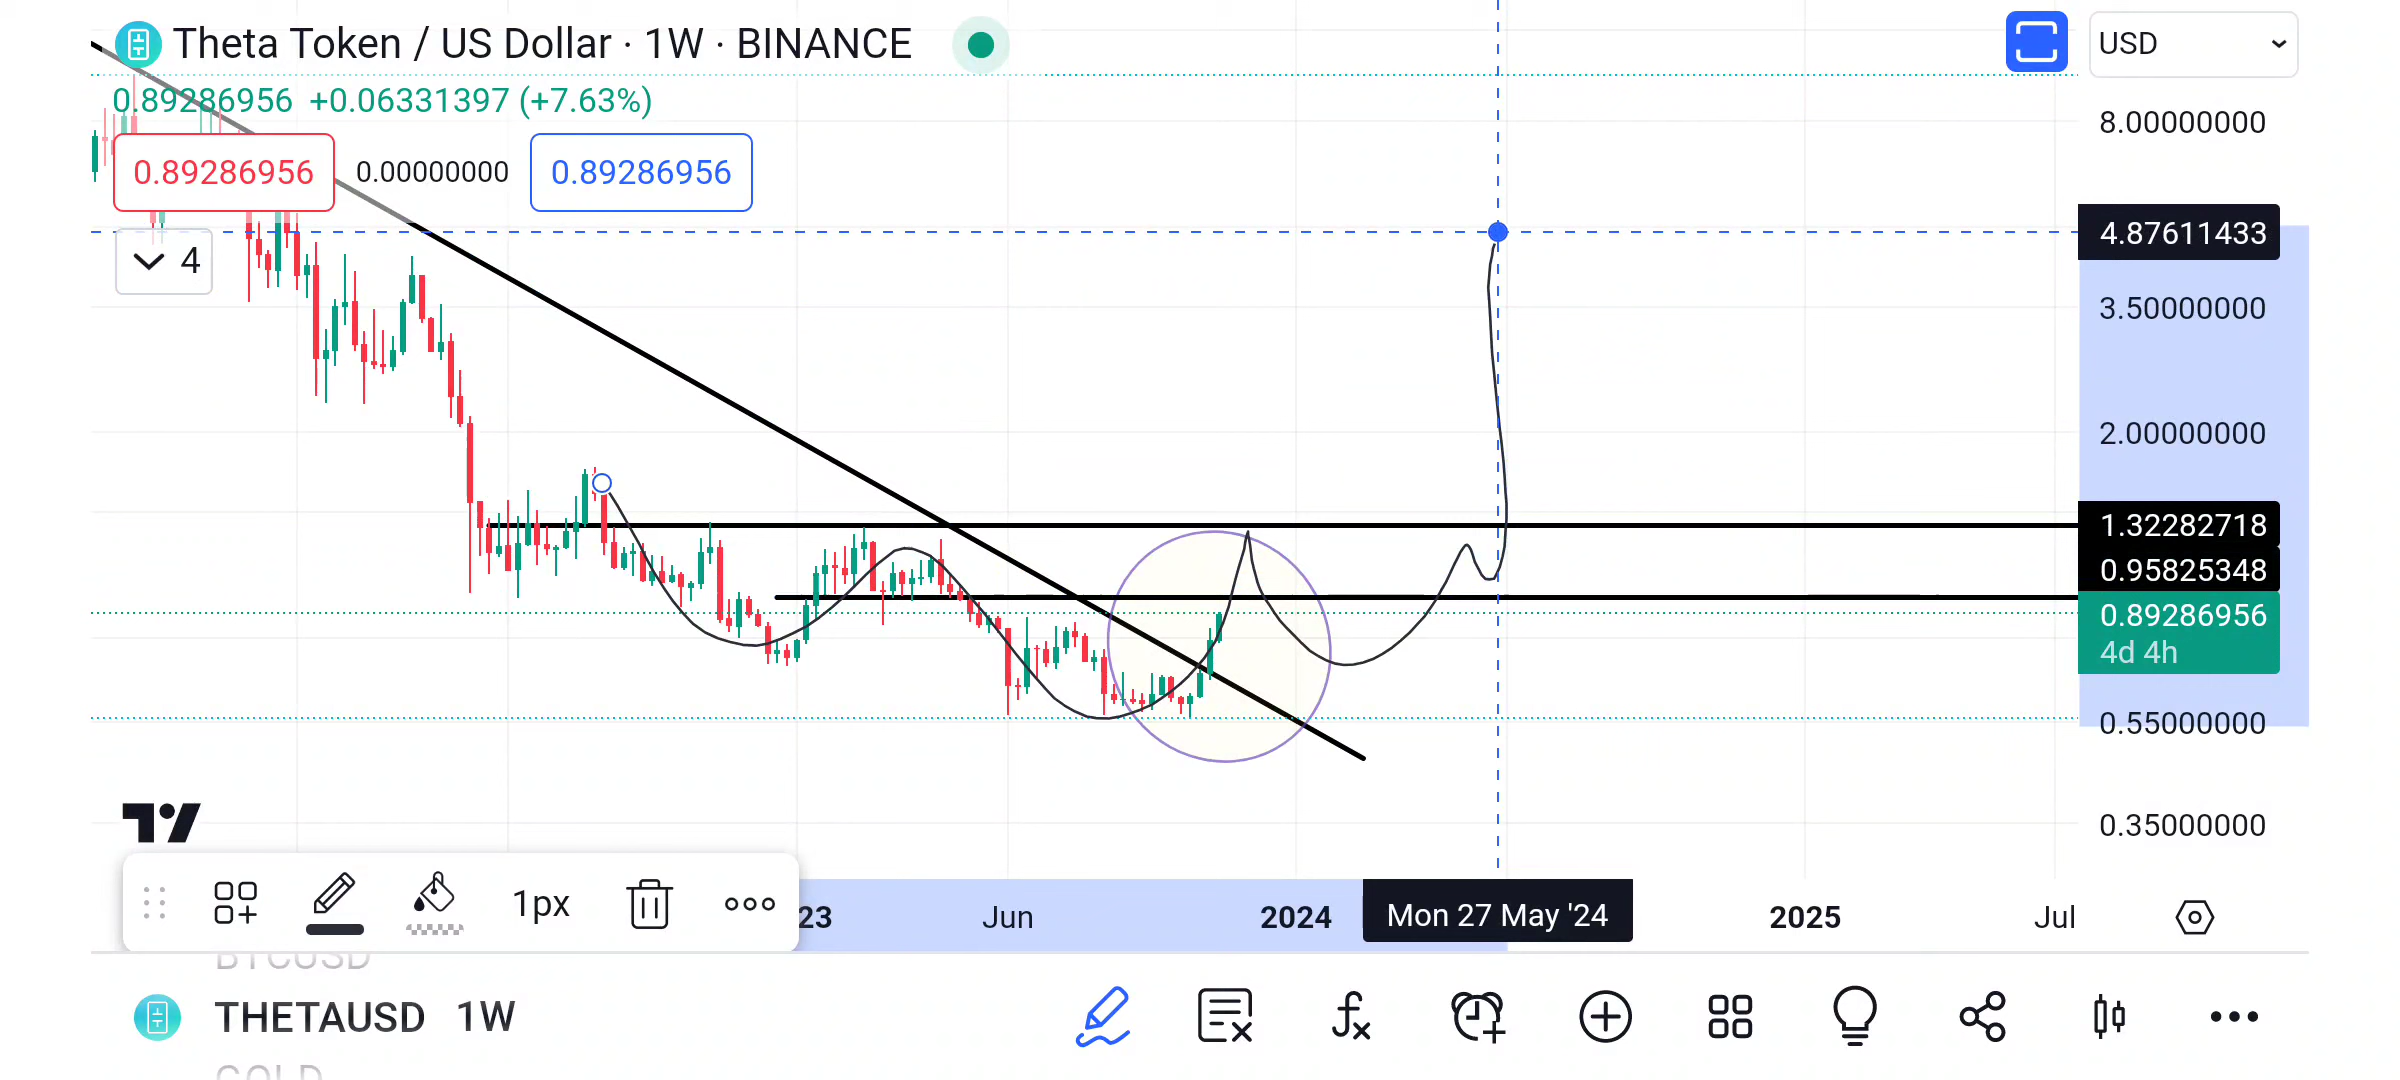 Theta Token / US Dollar · 1W · BINANCE
USD
0.89286956 +0.06331397 (+7.63%)
8.00000000
0.89286956 0.00000000 0.89286956
4.87611433
4
3.50000000
2.00000000
1.32282718
0.95825348
0.89286956
4d 4h
0.55000000
0.35000000
1px
23 Jun 2024 Mon 27 May '24 2025 Jul
BTCUSD
THETAUSD 1W
GOLD